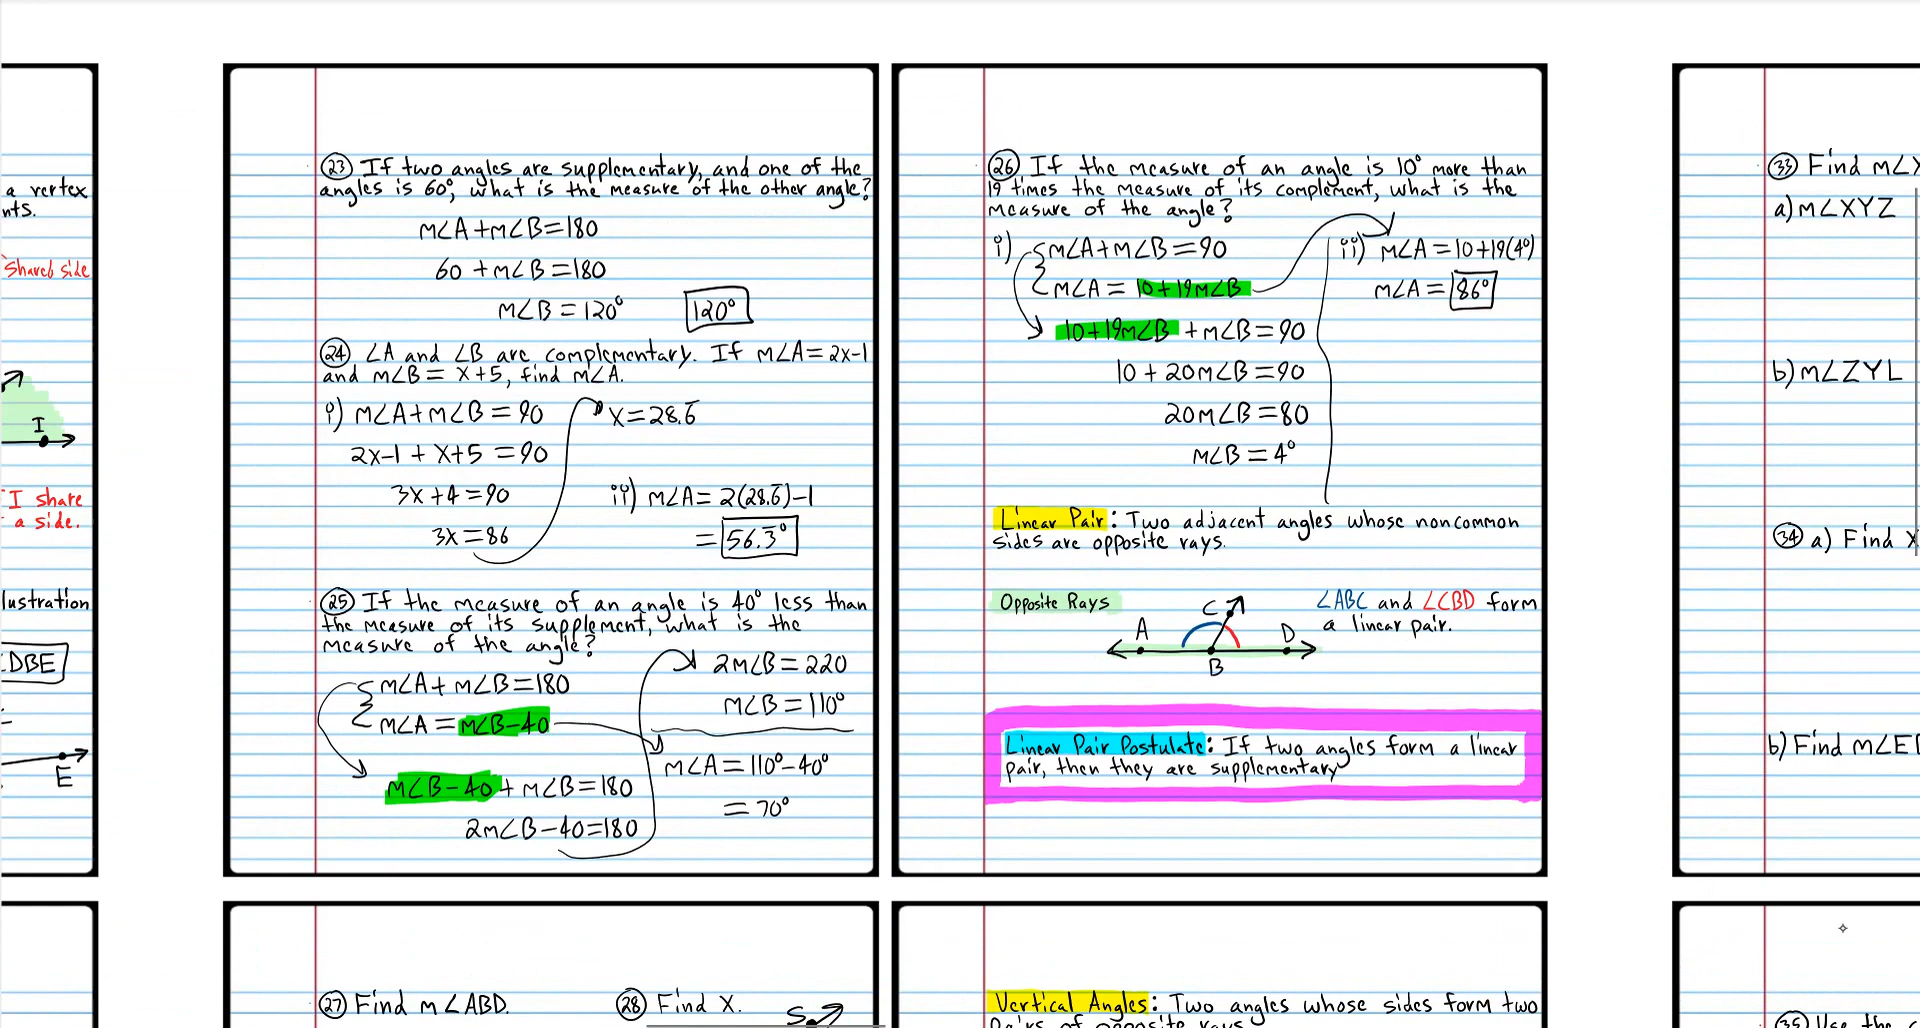 a vertex
nts.
Shared side
I
I share
a side.
lustration
DBE
E
(23) If two angles are supplementary, and one of the
angles is 60°, what is the measure of the other angle?
m∠A+m∠B=180
60+m∠B=180
m∠B=120°
120°
(24) ∠A and ∠B are complementary. If m∠A=2x-1
and m∠B=x+5, find m∠A.
i) m∠A+m∠B=90
2x-1+x+5=90
3x+4=90
3x=86
x=28.6̅
ii) m∠A=2(28.6̅)-1
=56.3̅°
(25) If the measure of an angle is 40° less than
the measure of its supplement, what is the
measure of the angle?
m∠A+m∠B=180
m∠A=m∠B-40
m∠B-40+m∠B=180
2m∠B-40=180
2m∠B=220
m∠B=110°
m∠A=110°-40°
=70°
(26) If the measure of an angle is 10° more than
19 times the measure of its complement, what is the
measure of the angle?
i) m∠A+m∠B=90
m∠A=10+19m∠B
10+19m∠B+m∠B=90
10+20m∠B=90
20m∠B=80
m∠B=4°
ii) m∠A=10+19(4°)
m∠A=86°
Linear Pair: Two adjacent angles whose noncommon
sides are opposite rays.
Opposite Rays
A
C
D
B
∠ABC and ∠CBD form
a linear pair.
Linear Pair Postulate: If two angles form a linear
pair, then they are supplementary
(33) Find m∠X
a) m∠XYZ
b) m∠ZYL
(34) a) Find X
b) Find m∠E
(27) Find m∠ABD.
(28) Find X.
S
Vertical Angles: Two angles whose sides form two
pairs of opposite rays.
(35) Use the